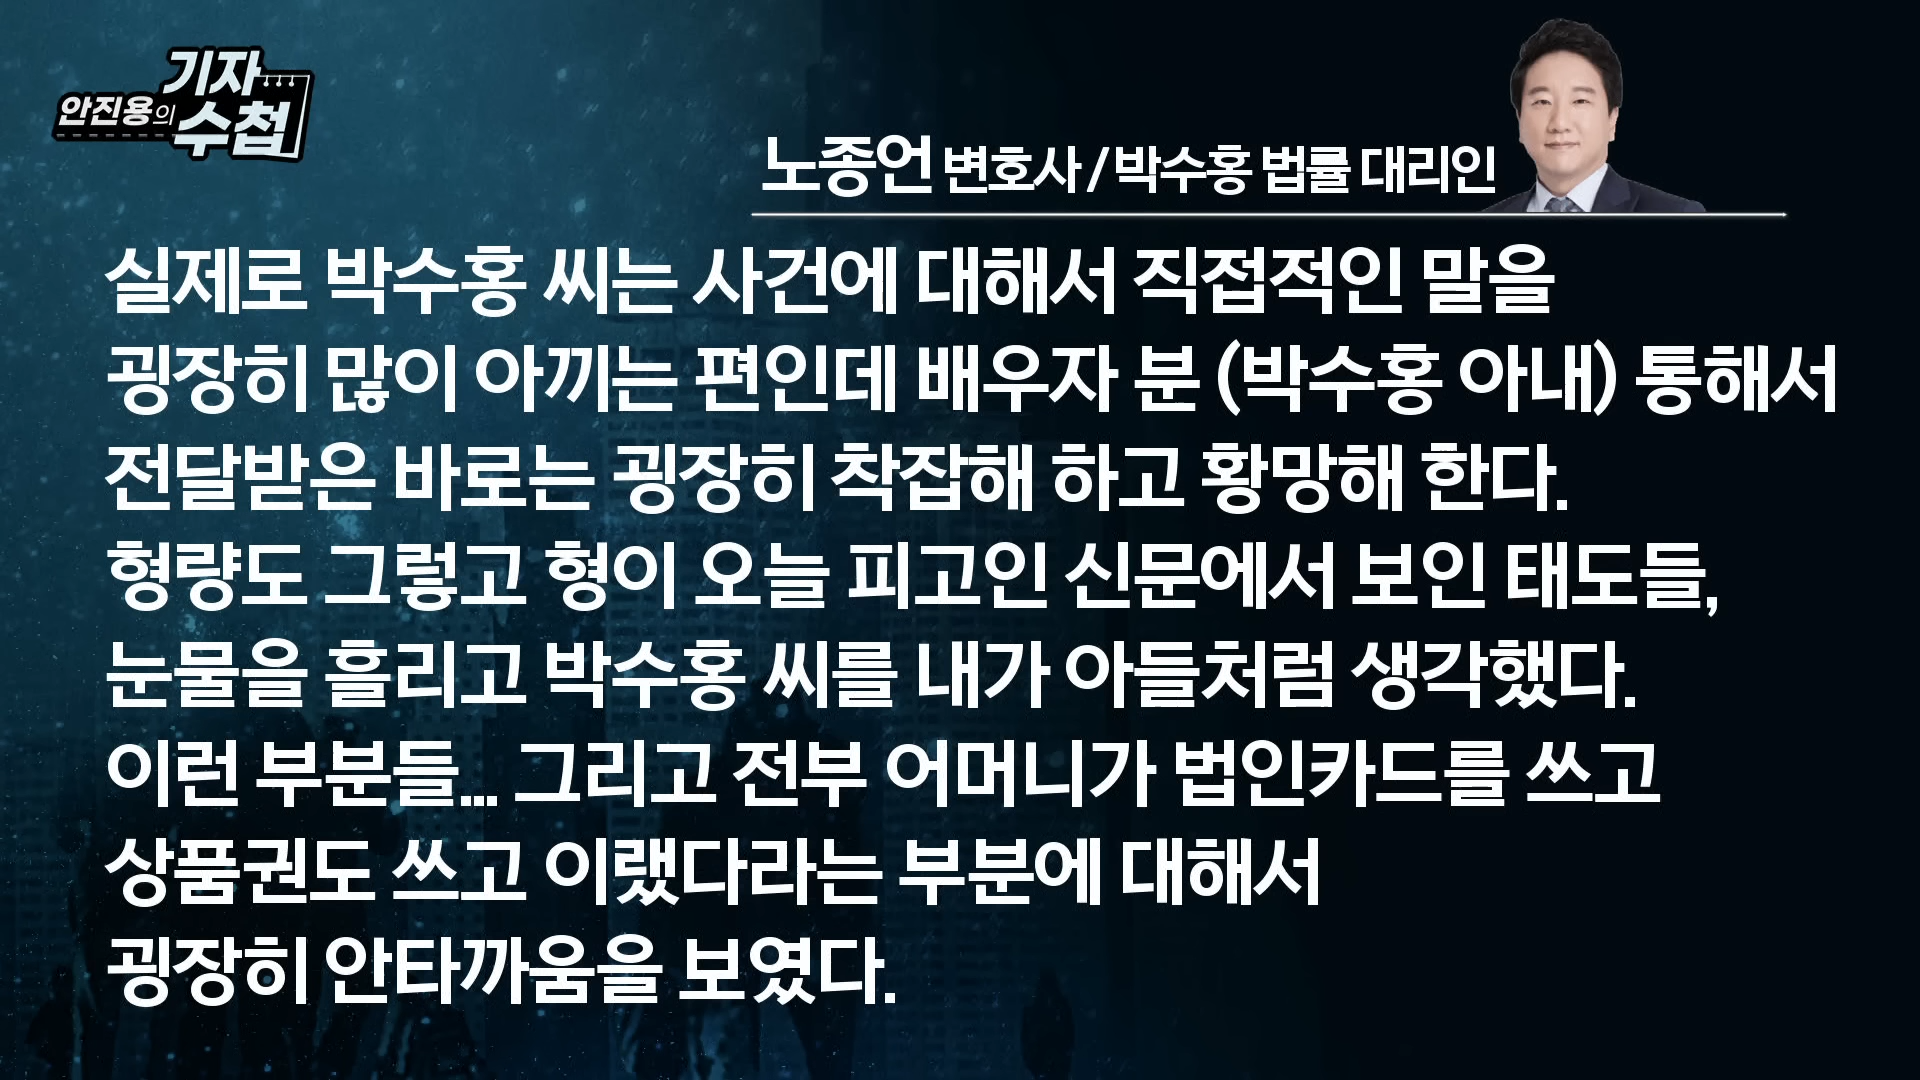 안진용의 기자수첩
노종언 변호사 / 박수홍 법률 대리인
실제로 박수홍 씨는 사건에 대해서 직접적인 말을
굉장히 많이 아끼는 편인데 배우자 분 (박수홍 아내) 통해서
전달받은 바로는 굉장히 착잡해 하고 황망해 한다.
형량도 그렇고 형이 오늘 피고인 신문에서 보인 태도들,
눈물을 흘리고 박수홍 씨를 내가 아들처럼 생각했다.
이런 부분들... 그리고 전부 어머니가 법인카드를 쓰고
상품권도 쓰고 이랬다라는 부분에 대해서
굉장히 안타까움을 보였다.